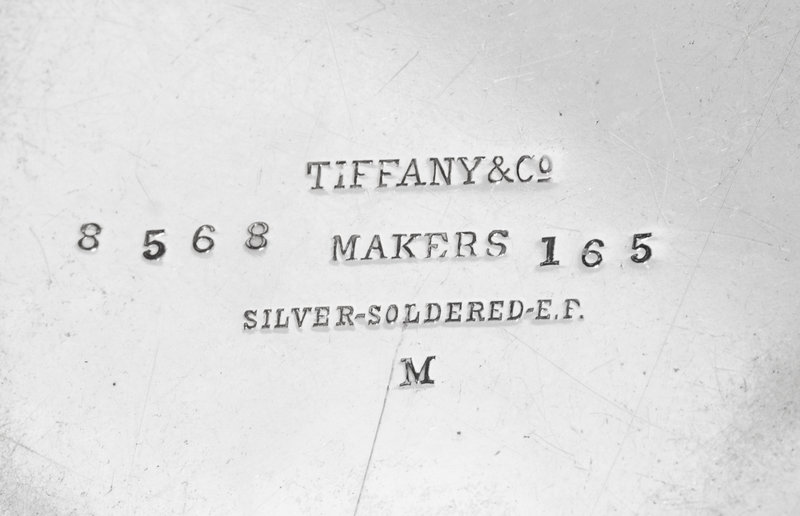 TIFFANY & Cº
8568 MAKERS 165
SILVER-SOLDERED-E.F.
M